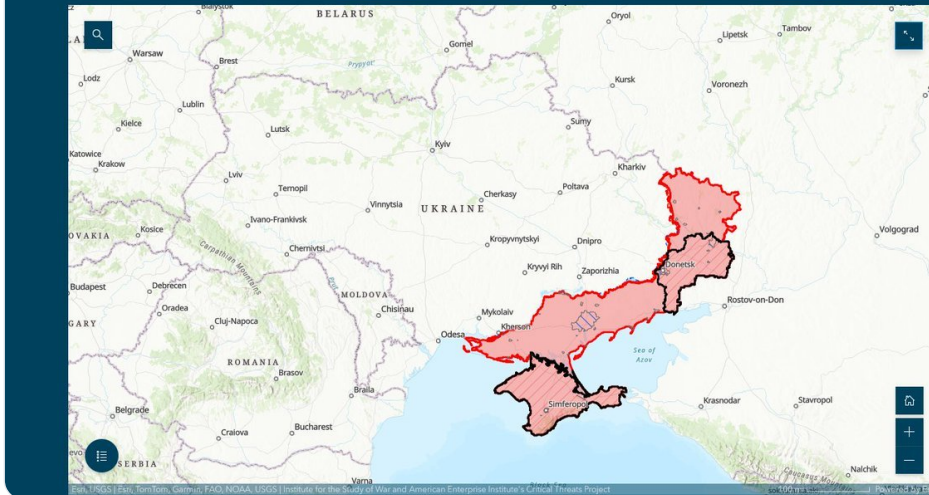 Bialystok
BELARUS
Oryol
Tambov
Lipetsk
Gomel
Warsaw
Brest
Prypyac'
Lodz
Kursk
Voronezh
Lublin
Kielce
Lutsk
Sumy
Kyiv
Katowice
Krakow
Kharkiv
Lviv
Ternopil
Poltava
Cherkasy
Vinnytsia
UKRAINE
Ivano-Frankivsk
Volgograd
OVAKIA
Kosice
Kropyvnytskyi
Dnipro
Chernivtsi
Carpathian Mountains
Donetsk
Kryvyi Rih
Zaporizhia
Budapest
Debrecen
MOLDOVA
Rostov-on-Don
Oradea
Chisinau
Mykolaiv
GARY
Cluj-Napoca
Kherson
Odesa
Sea of
Azov
ROMANIA
Brasov
Braila
Simferopol
Krasnodar
Stavropol
Belgrade
Craiova
Bucharest
SERBIA
Nalchik
Varna
Esri, USGS | Esri, TomTom, Garmin, FAO, NOAA, USGS | Institute for the Study of War and American Enterprise Institute's Critical Threats Project